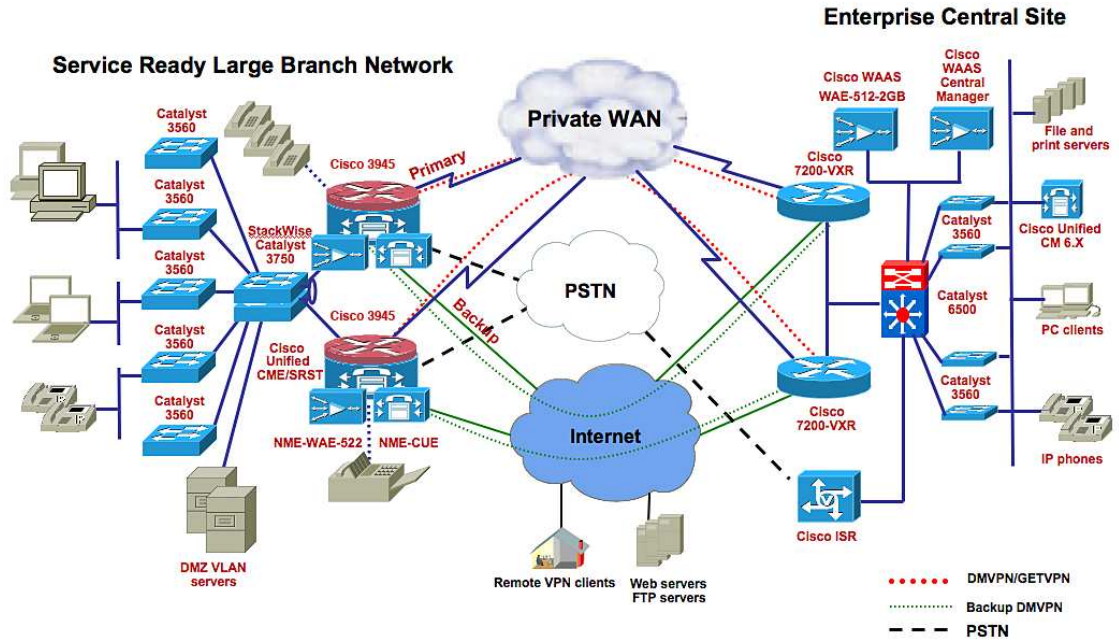 Enterprise Central Site
Service Ready Large Branch Network
Catalyst
3560
Catalyst
3560
Catalyst
3560
Catalyst
3560
Catalyst
3560
StackWise
Catalyst
3750
Cisco 3945
Primary
Cisco 3945
Backup
Cisco
Unified
CME/SRST
NME-WAE-522
NME-CUE
DMZ VLAN
servers
Private WAN
PSTN
Internet
Remote VPN clients
Web servers
FTP servers
Cisco WAAS
WAE-512-2GB
Cisco
WAAS
Central
Manager
File and
print servers
Cisco
7200-VXR
Catalyst
3560
Cisco Unified
CM 6.X
Catalyst
6500
PC clients
Catalyst
3560
Cisco
7200-VXR
IP phones
V
Cisco ISR
DMVPN/GETVPN
Backup DMVPN
PSTN